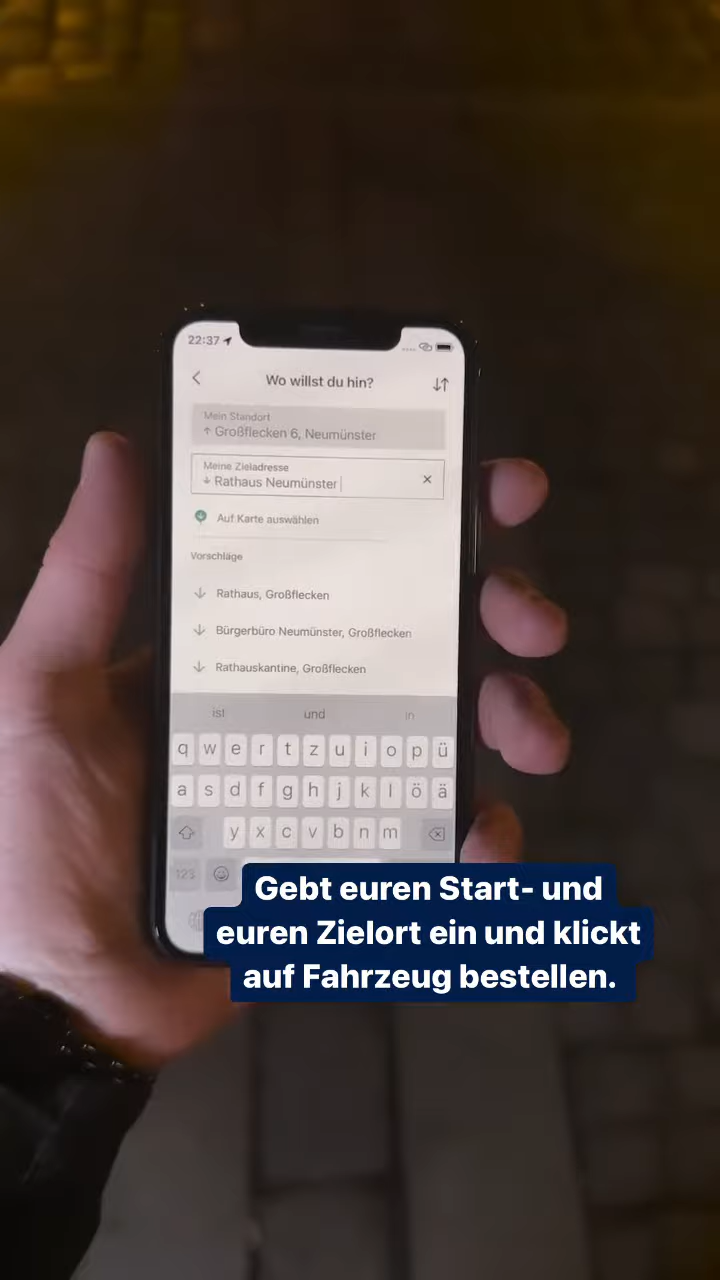 22:37
Wo willst du hin?
Mein Standort
↑ Großflecken 6, Neumünster
Meine Zieladresse
↓ Rathaus Neumünster
Auf Karte auswählen
Vorschläge
↓ Rathaus, Großflecken
↓ Bürgerbüro Neumünster, Großflecken
↓ Rathauskantine, Großflecken
ist und in
q w e r t z u i o p ü
a s d f g h j k l ö ä
y x c v b n m
123
Gebt euren Start- und
euren Zielort ein und klickt
auf Fahrzeug bestellen.